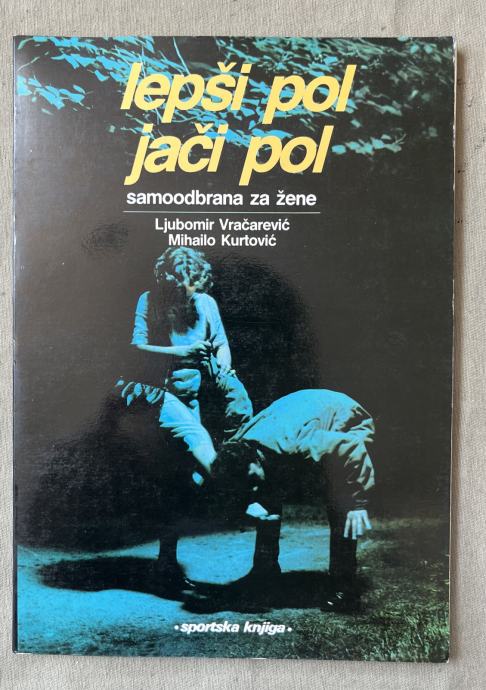 lepši pol
jači pol
samoodbrana za žene
Ljubomir Vračarević
Mihailo Kurtović
• sportska knjiga •